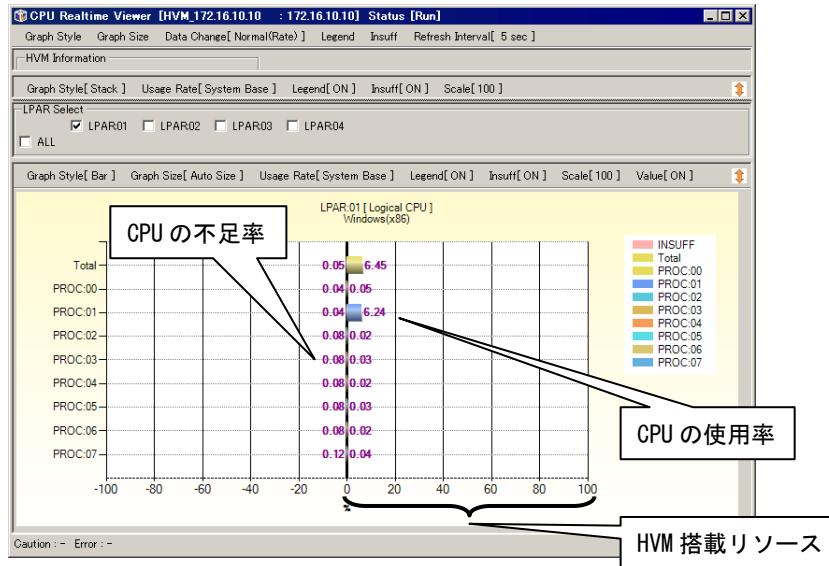 CPU Realtime Viewer [HVM_172.16.10.10 : 172.16.10.10] Status [Run]
Graph Style Graph Size Data Change[ Normal(Rate) ] Legend Insuff Refresh Interval[ 5 sec ]
HVM Information
Graph Style[ Stack ] Usage Rate[ System Base ] Legend[ ON ] Insuff[ ON ] Scale[ 100 ]
LPAR Select
LPAR01 LPAR02 LPAR03 LPAR04
ALL
Graph Style[ Bar ] Graph Size[ Auto Size ] Usage Rate[ System Base ] Legend[ ON ] Insuff[ ON ] Scale[ 100 ] Value[ ON ]
LPAR:01 [ Logical CPU ]
Windows(x86)
CPU の不足率
Total 0.05 6.45
PROC:00 0.04 0.05
PROC:01 0.04 6.24
PROC:02 0.08 0.02
PROC:03 0.08 0.03
PROC:04 0.08 0.02
PROC:05 0.08 0.03
PROC:06 0.08 0.02
PROC:07 0.12 0.04
-100 -80 -60 -40 -20 0 20 40 60 80 100
%
INSUFF
Total
PROC:00
PROC:01
PROC:02
PROC:03
PROC:04
PROC:05
PROC:06
PROC:07
CPU の使用率
HVM 搭載リソース
Caution : - Error : -